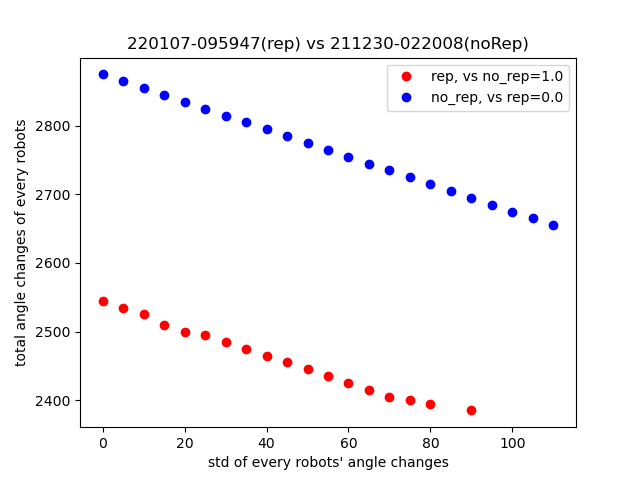 220107-095947(rep) vs 211230-022008(noRep)
rep, vs no_rep=1.0
no_rep, vs rep=0.0
total angle changes of every robots
2800
2700
2600
2500
2400
0 20 40 60 80 100
std of every robots' angle changes